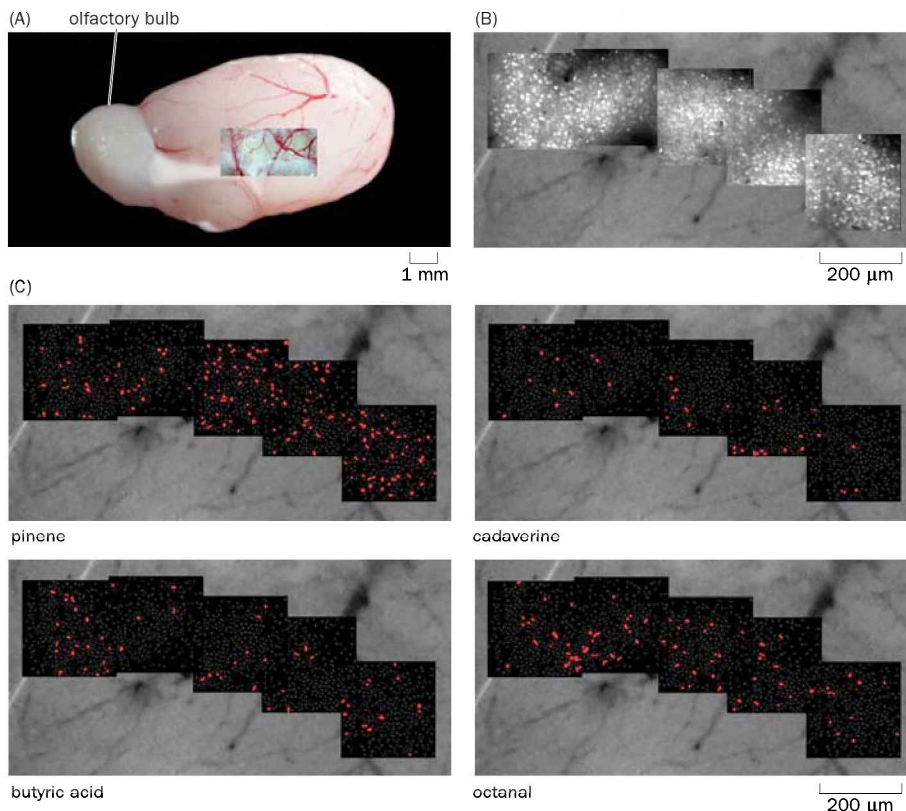 (A)
olfactory bulb
1 mm
(B)
200 μm
(C)
pinene
cadaverine
butyric acid
octanal
200 μm